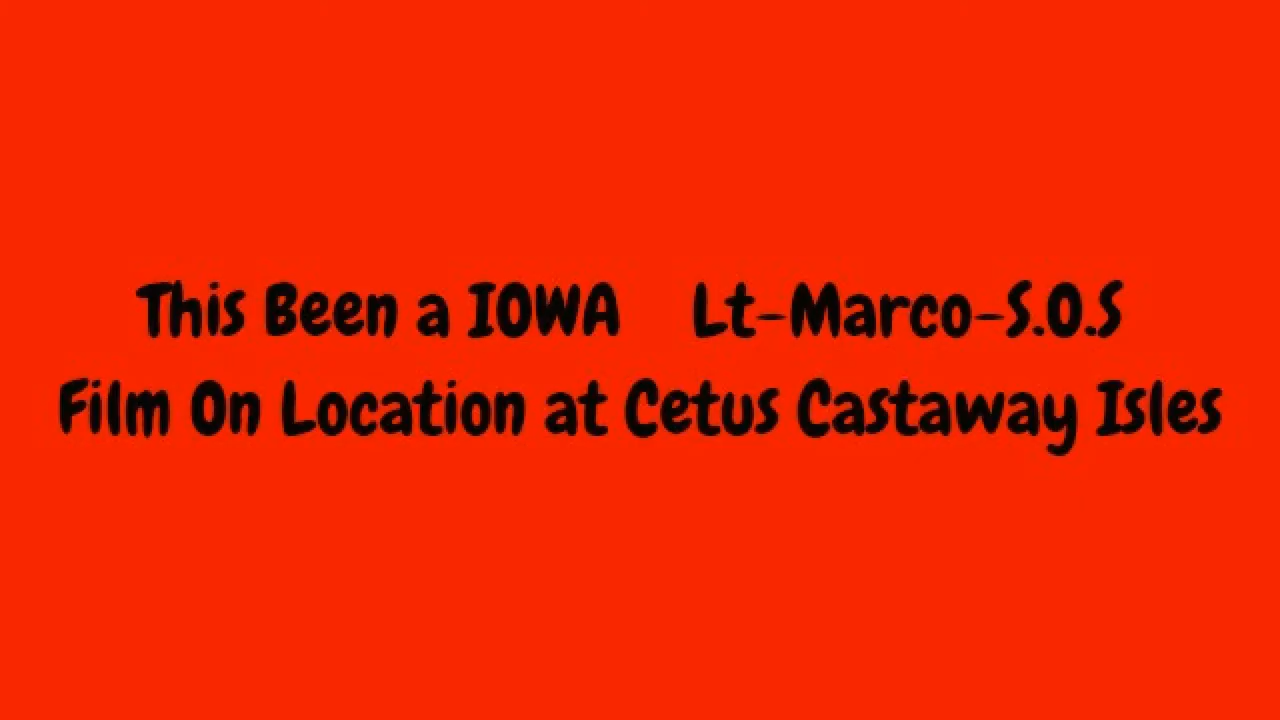 This Been a IOWA Lt-Marco-S.O.S
Film On Location at Cetus Castaway Isles